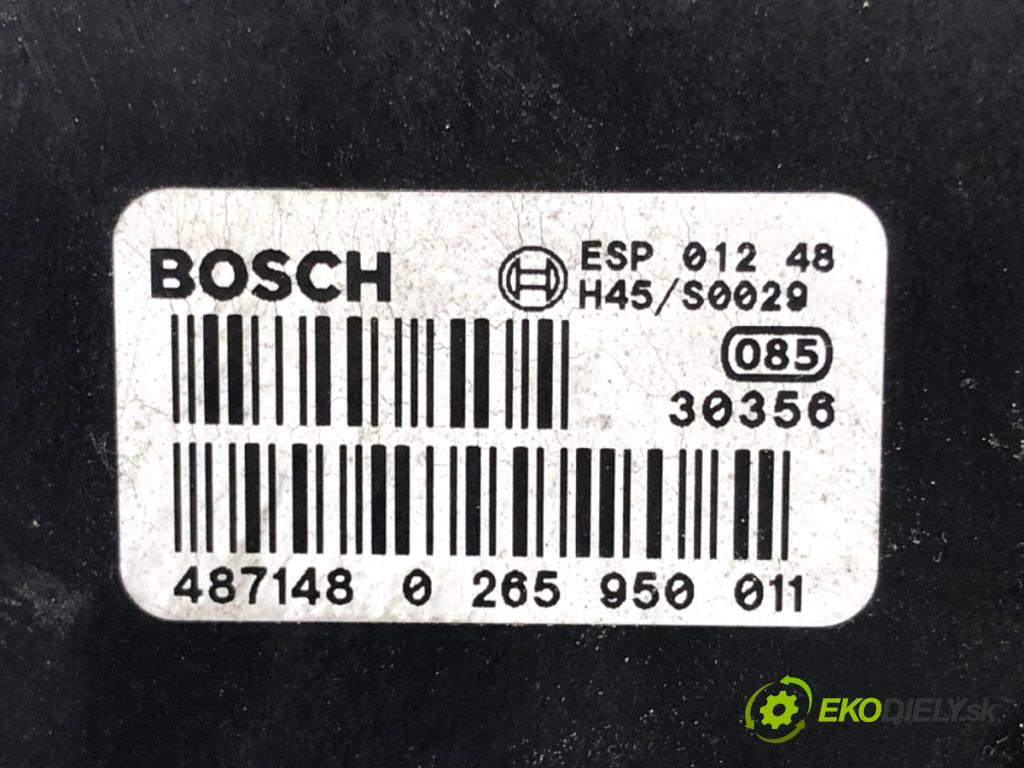 BOSCH
ESP 012 48
H45/S0029
085
30356
487148 0 265 950 011
EKODIELY.sk